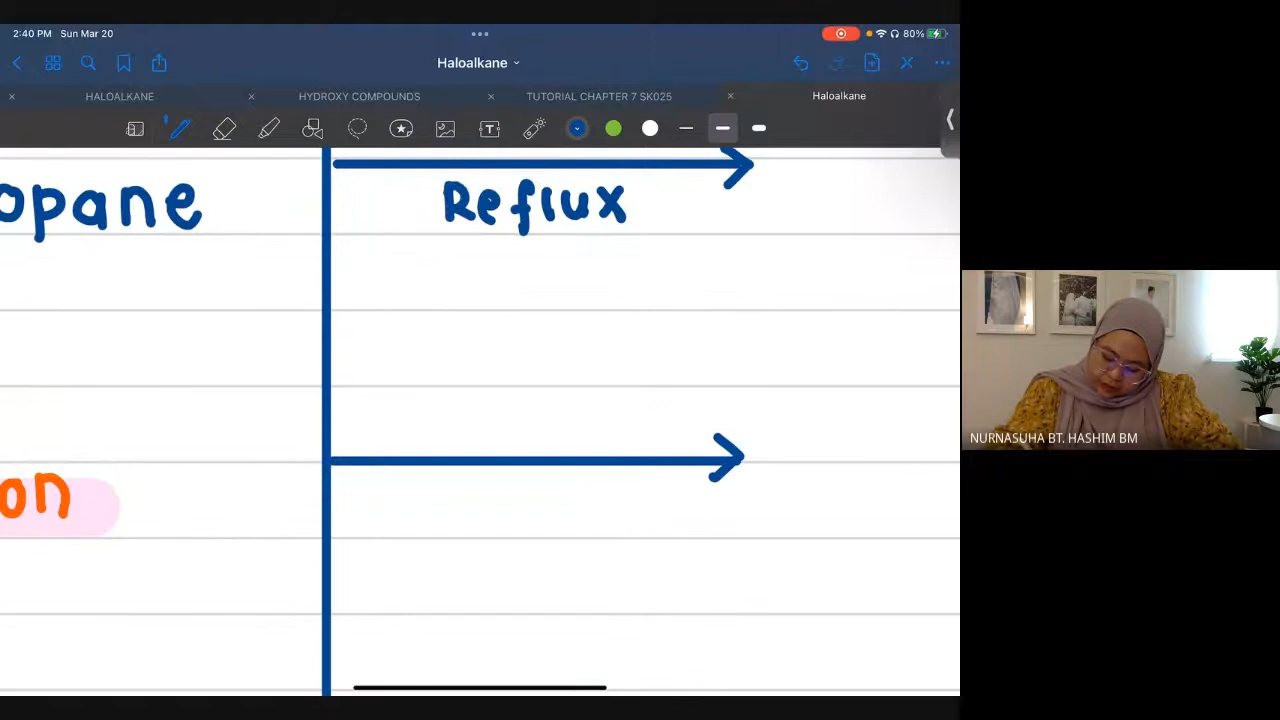 2:40 PM Sun Mar 20
80%
Haloalkane
HALOALKANE
HYDROXY COMPOUNDS
TUTORIAL CHAPTER 7 SK025
Haloalkane
opane
Reflux
on
NURNASUHA BT. HASHIM BM